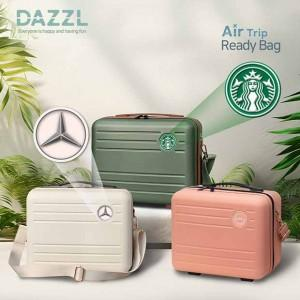 DAZZL
Everyone is happy and having fun
Air Trip
Ready Bag